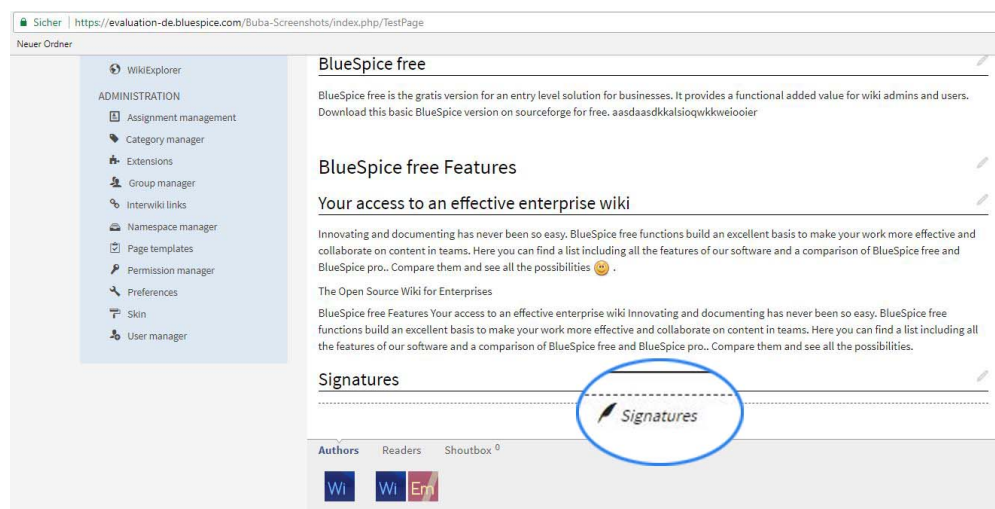 Sicher | https://evaluation-de.bluespice.com/Buba-Screenshots/index.php/TestPage
Neuer Ordner
WikiExplorer
ADMINISTRATION
Assignment management
Category manager
Extensions
Group manager
Interwiki links
Namespace manager
Page templates
Permission manager
Preferences
Skin
User manager
BlueSpice free
BlueSpice free is the gratis version for an entry level solution for businesses. It provides a functional added value for wiki admins and users.
Download this basic BlueSpice version on sourceforge for free. aasdaasdkkalsioqwkkweiooier
BlueSpice free Features
Your access to an effective enterprise wiki
Innovating and documenting has never been so easy. BlueSpice free functions build an excellent basis to make your work more effective and
collaborate on content in teams. Here you can find a list including all the features of our software and a comparison of BlueSpice free and
BlueSpice pro.. Compare them and see all the possibilities .
The Open Source Wiki for Enterprises
BlueSpice free Features Your access to an effective enterprise wiki Innovating and documenting has never been so easy. BlueSpice free
functions build an excellent basis to make your work more effective and collaborate on content in teams. Here you can find a list including all
the features of our software and a comparison of BlueSpice free and BlueSpice pro.. Compare them and see all the possibilities.
Signatures
Signatures
Authors Readers Shoutbox 0
Wi Wi Em